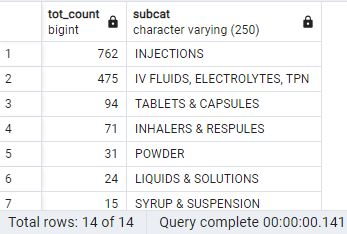 tot_count subcat
bigint character varying (250)
1 762 INJECTIONS
2 475 IV FLUIDS, ELECTROLYTES, TPN
3 94 TABLETS & CAPSULES
4 71 INHALERS & RESPULES
5 31 POWDER
6 24 LIQUIDS & SOLUTIONS
7 15 SYRUP & SUSPENSION
Total rows: 14 of 14 Query complete 00:00:00.141